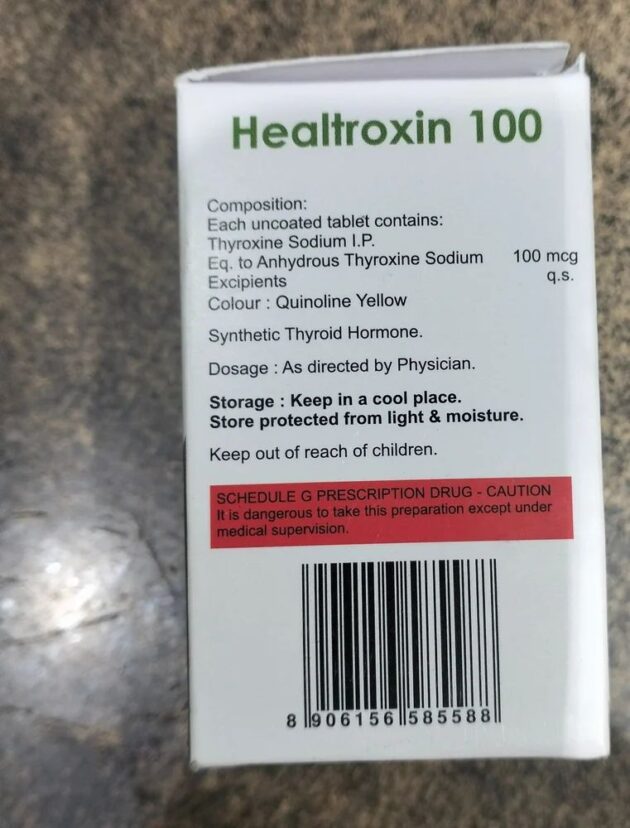 Healtroxin 100
Composition:
Each uncoated tablet contains:
Thyroxine Sodium I.P.
Eq. to Anhydrous Thyroxine Sodium 100 mcg
Excipients q.s.
Colour : Quinoline Yellow
Synthetic Thyroid Hormone.
Dosage : As directed by Physician.
Storage : Keep in a cool place.
Store protected from light & moisture.
Keep out of reach of children.
SCHEDULE G PRESCRIPTION DRUG - CAUTION
It is dangerous to take this preparation except under
medical supervision.
8 906156 585588